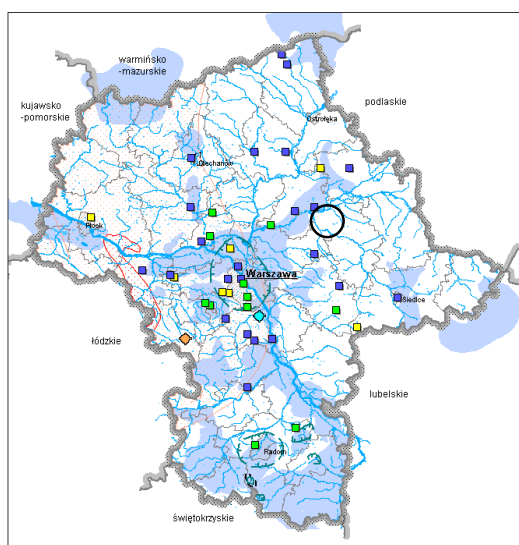 warmińsko
-mazurskie
kujawsko
-pomorskie
podlaskie
Ostrołęka
Ciechanów
Płock
Warszawa
Siedlce
łódzkie
lubelskie
Radom
świętokrzyskie